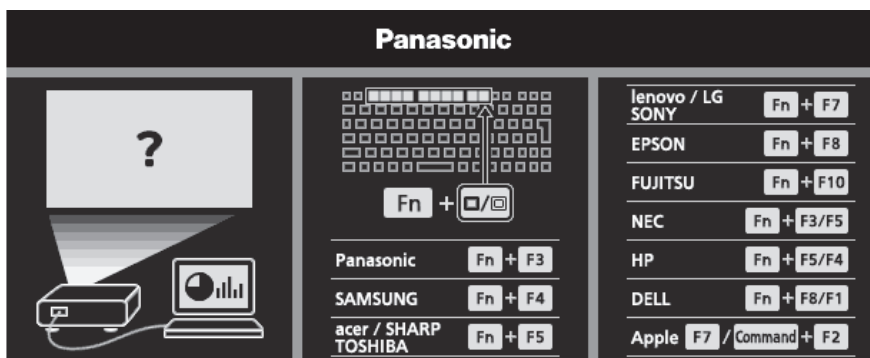 Panasonic
?
Fn + □/回
Panasonic Fn + F3
SAMSUNG Fn + F4
acer / SHARP
TOSHIBA Fn + F5
lenovo / LG
SONY Fn + F7
EPSON Fn + F8
FUJITSU Fn + F10
NEC Fn + F3/F5
HP Fn + F5/F4
DELL Fn + F8/F1
Apple F7 / Command + F2